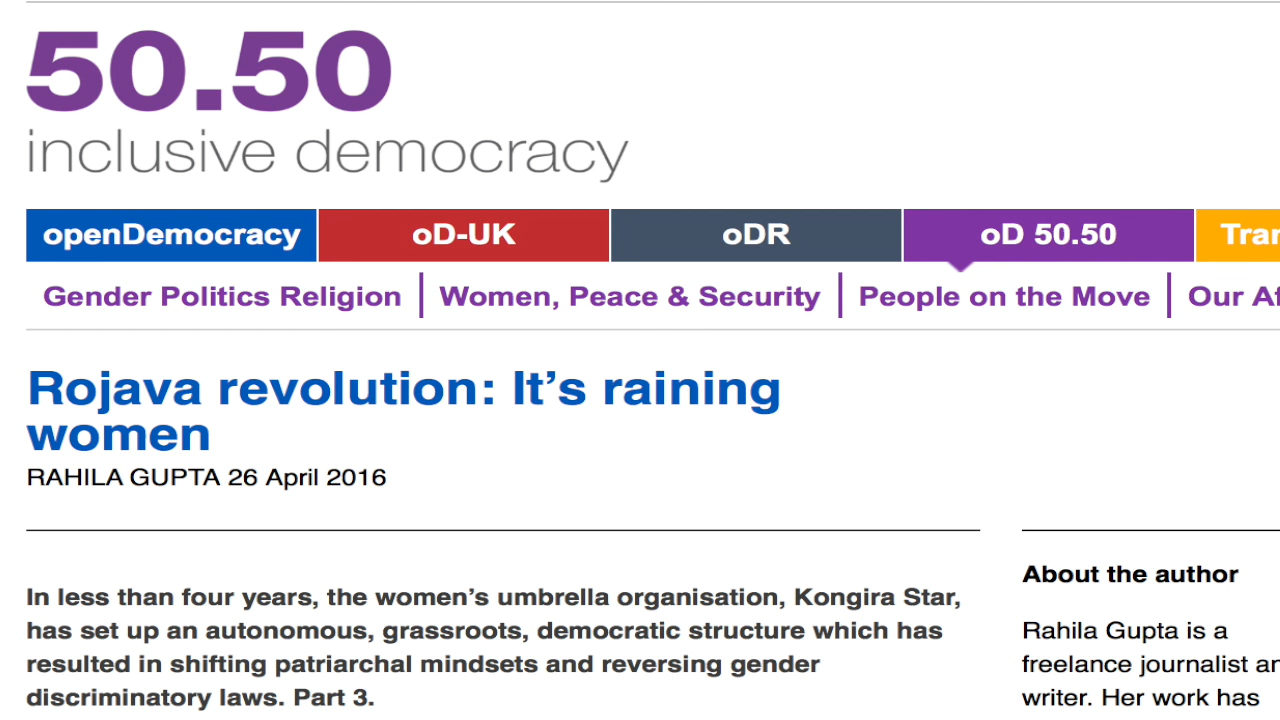 50.50
inclusive democracy
openDemocracy oD-UK oDR oD 50.50
Gender Politics Religion Women, Peace & Security People on the Move Our
Rojava revolution: It’s raining
women
RAHILA GUPTA 26 April 2016
In less than four years, the women’s umbrella organisation, Kongira Star,
has set up an autonomous, grassroots, democratic structure which has
resulted in shifting patriarchal mindsets and reversing gender
discriminatory laws. Part 3.
About the author
Rahila Gupta is a
freelance journalist
writer. Her work has